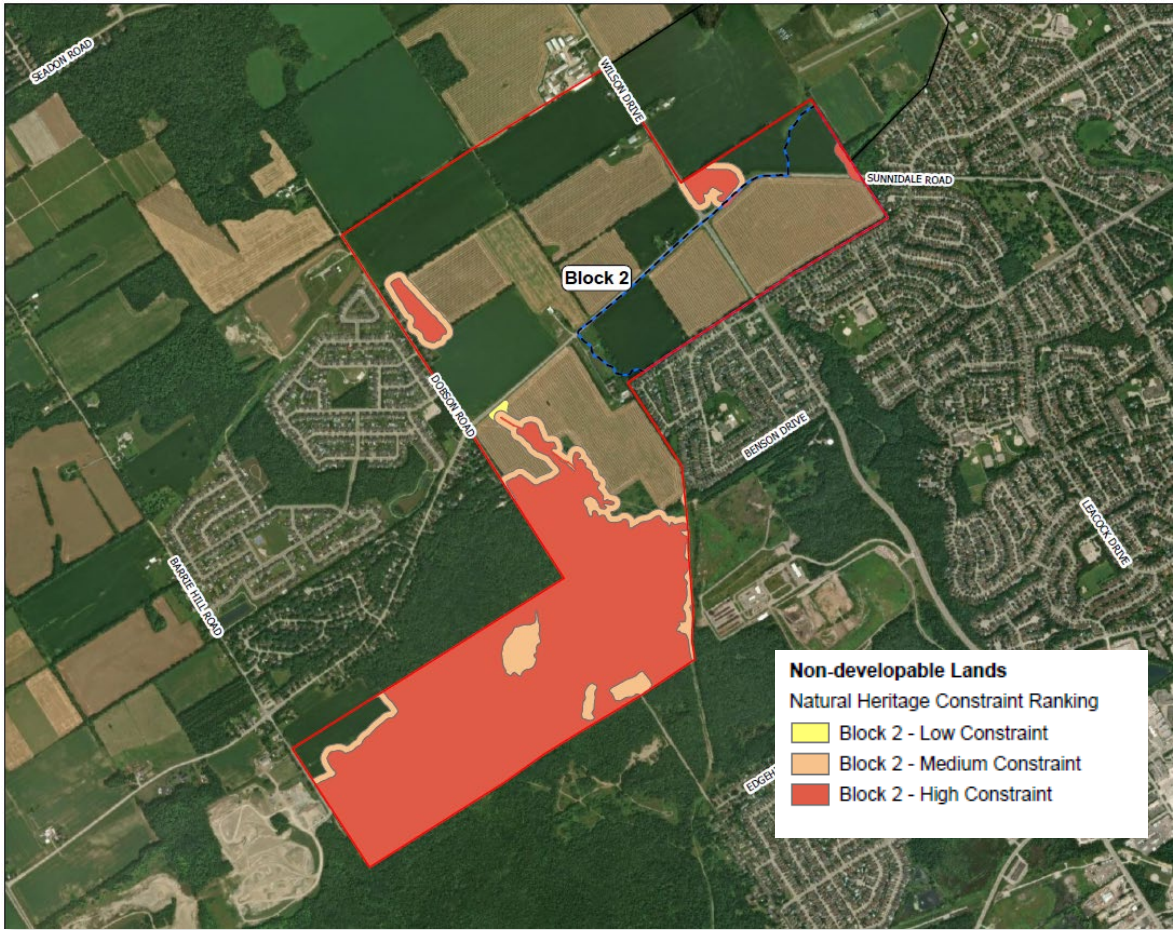 SEADON ROAD
WILSON DRIVE
SUNNIDALE ROAD
Block 2
DOBSON ROAD
BENSON DRIVE
LEACOCK DRIVE
BARRIE HILL ROAD
EDGEH
Non-developable Lands
Natural Heritage Constraint Ranking
Block 2 - Low Constraint
Block 2 - Medium Constraint
Block 2 - High Constraint